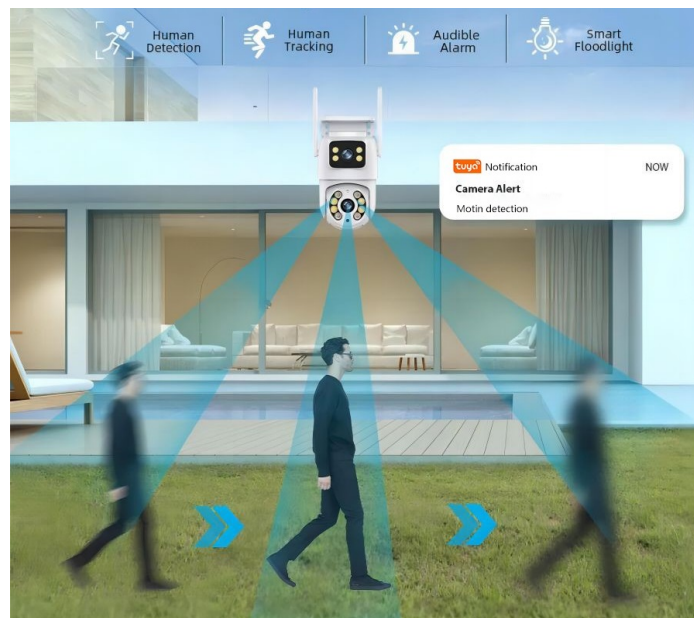 Human
Detection
Human
Tracking
Audible
Alarm
Smart
Floodlight
tuya Notification NOW
Camera Alert
Motin detection